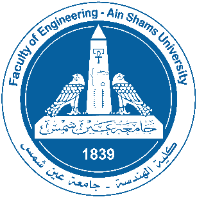 Faculty of Engineering - Ain Shams University
جامعة عين شمس
1839
كلية الهندسة - جامعة عين شمس